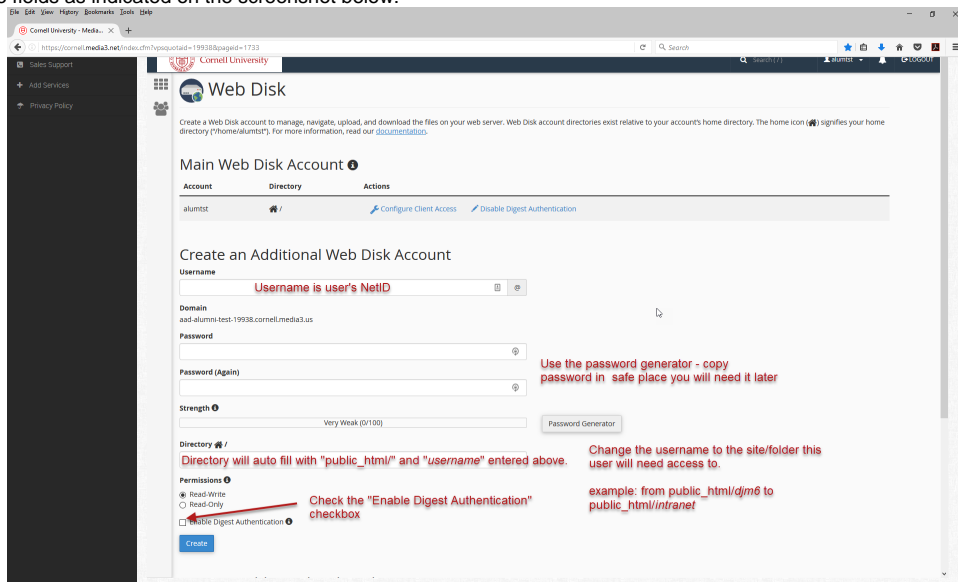 e fields as indicated on the screenshot below.
File Edit View History Bookmarks Tools Help
Cornell University - Media... × +
https://cornell.media3.net/index.cfm?vpsquotaid=19938&pageid=1733
Search
Sales Support
Cornell University
Search ( / )
alumtst
LOGOUT
Add Services
Privacy Policy
Web Disk
Create a Web Disk account to manage, navigate, upload, and download the files on your web server. Web Disk account directories exist relative to your account's home directory. The home icon ( ) signifies your home
directory ("/home/alumtst"). For more information, read our documentation.
Main Web Disk Account
Account Directory Actions
alumtst / Configure Client Access Disable Digest Authentication
Create an Additional Web Disk Account
Username
Username is user's NetID
@
Domain
aad-alumni-test-19938.cornell.media3.us
Password
Use the password generator - copy
password in safe place you will need it later
Password (Again)
Strength
Very Weak (0/100)
Password Generator
Directory /
Directory will auto fill with "public_html/" and "username" entered above.
Change the username to the site/folder this
user will need access to.
example: from public_html/djm6 to
public_html/intranet
Permissions
Read-Write
Read-Only
Check the "Enable Digest Authentication"
checkbox
Enable Digest Authentication
Create